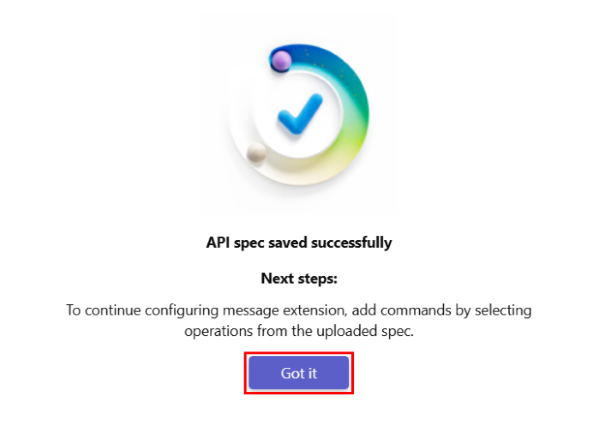 API spec saved successfully
Next steps:
To continue configuring message extension, add commands by selecting
operations from the uploaded spec.
Got it